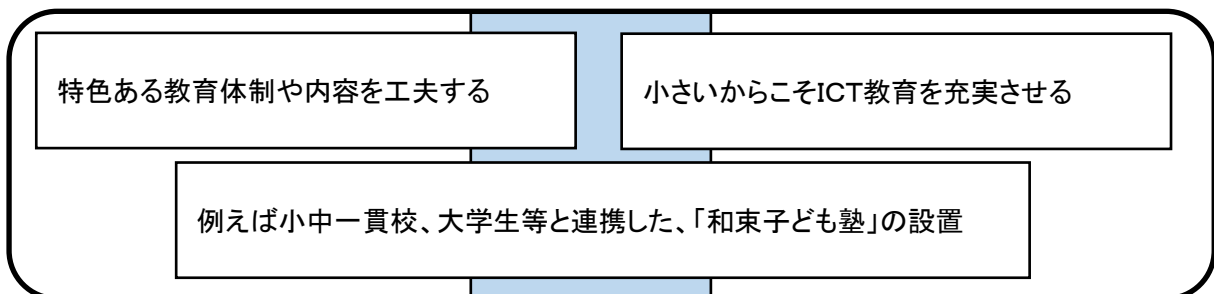 特色ある教育体制や内容を工夫する
小さいからこそICT教育を充実させる
例えば小中一貫校、大学生等と連携した、「和束子ども塾」の設置